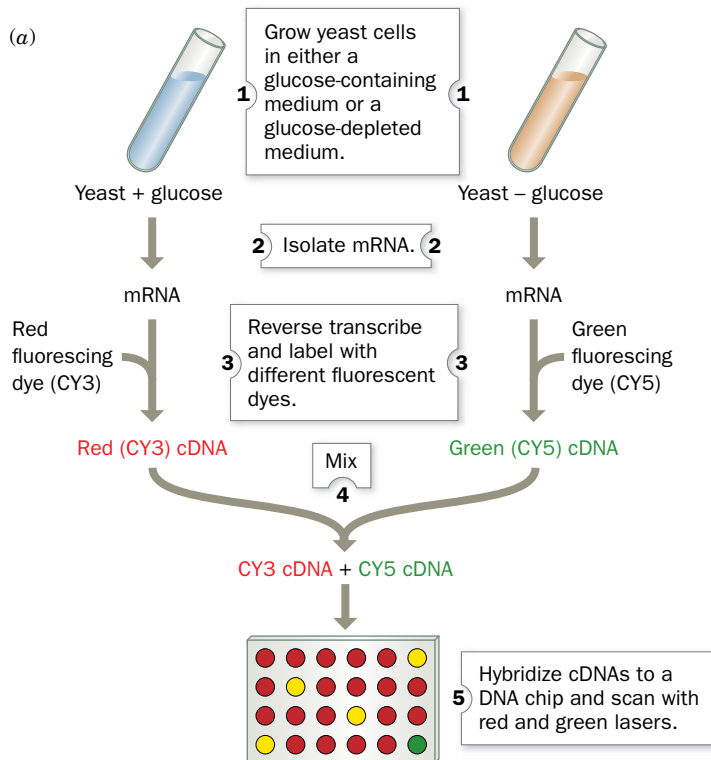 (a)
Grow yeast cells
in either a
glucose-containing
medium or a
glucose-depleted
medium.
1
1
Yeast + glucose
Yeast – glucose
2 Isolate mRNA. 2
mRNA
mRNA
Red
fluorescing
dye (CY3)
Reverse transcribe
and label with
different fluorescent
dyes.
3
3
Green
fluorescing
dye (CY5)
Red (CY3) cDNA
Green (CY5) cDNA
Mix
4
CY3 cDNA + CY5 cDNA
5
Hybridize cDNAs to a
DNA chip and scan with
red and green lasers.